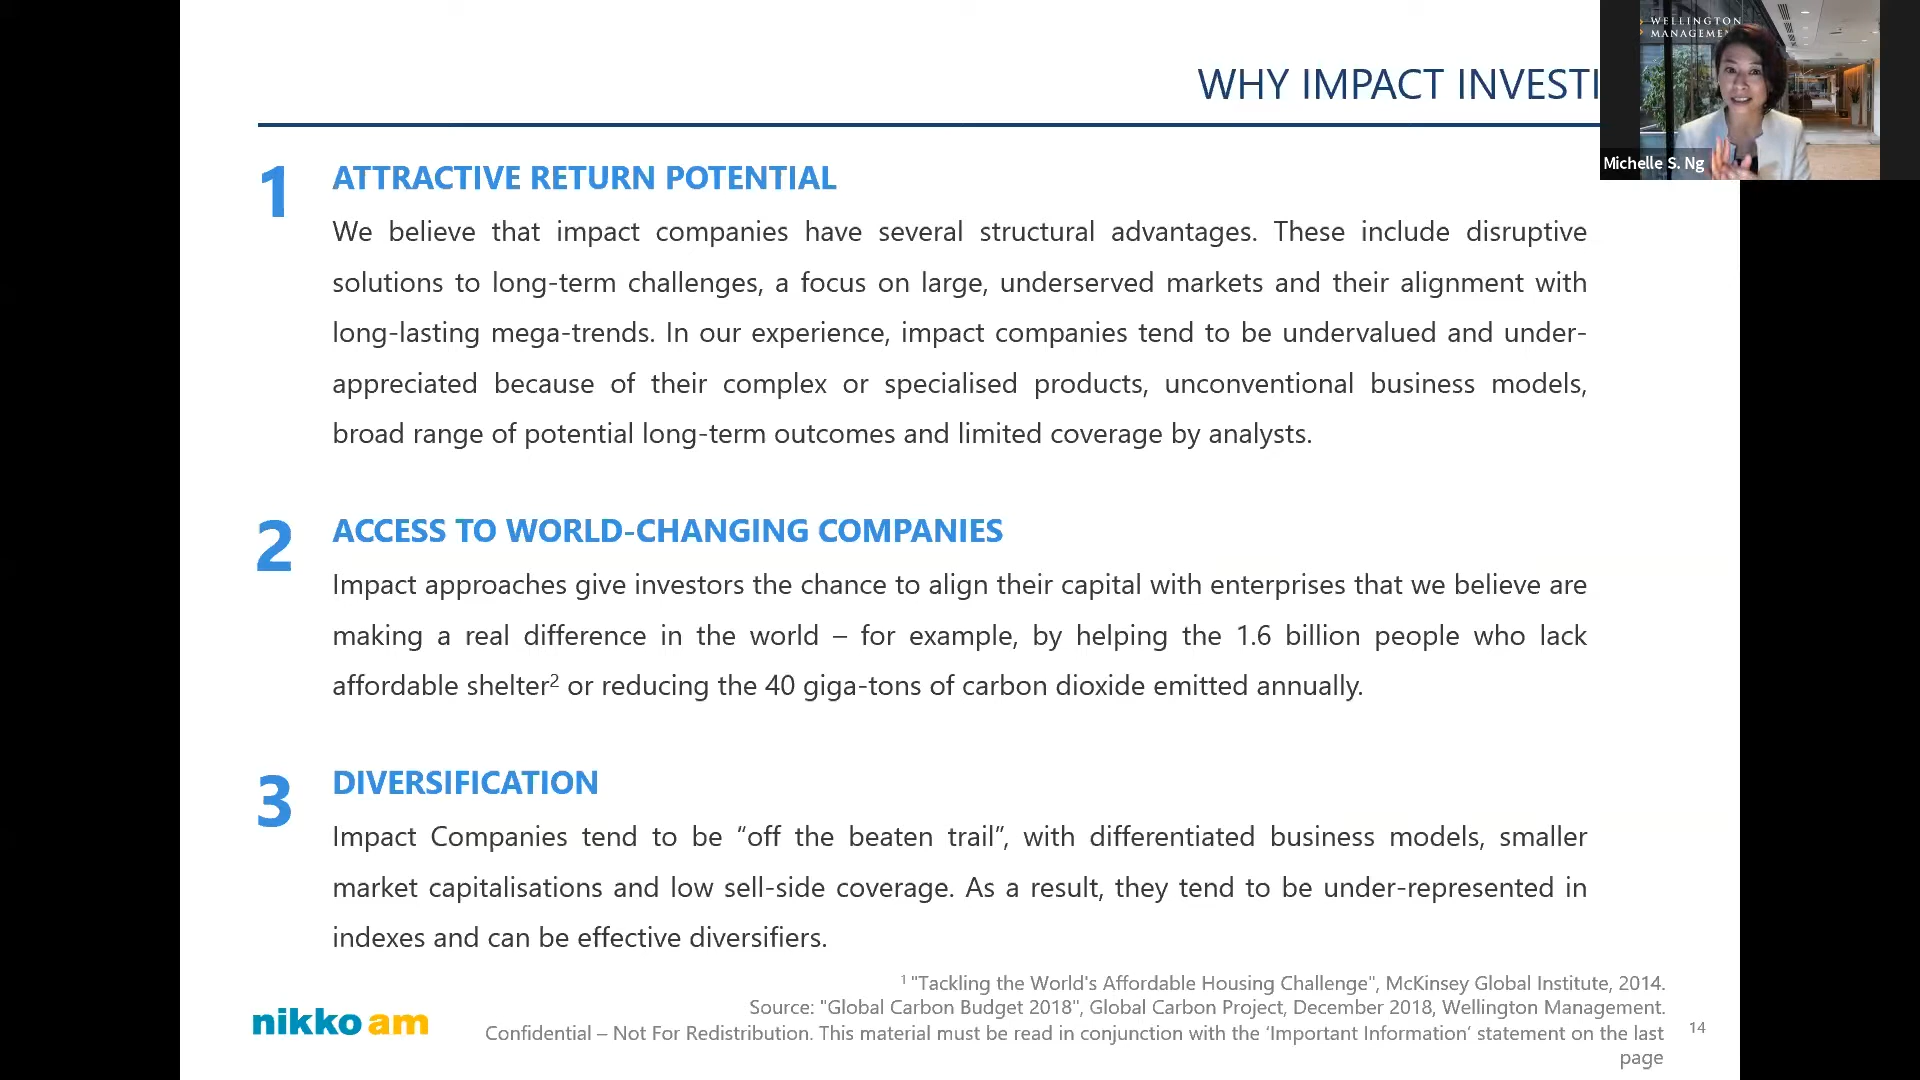 WELLINGTON
MANAGEMEN
WHY IMPACT INVESTI
Michelle S. Ng
1
ATTRACTIVE RETURN POTENTIAL
We believe that impact companies have several structural advantages. These include disruptive
solutions to long-term challenges, a focus on large, underserved markets and their alignment with
long-lasting mega-trends. In our experience, impact companies tend to be undervalued and under-
appreciated because of their complex or specialised products, unconventional business models,
broad range of potential long-term outcomes and limited coverage by analysts.
2
ACCESS TO WORLD-CHANGING COMPANIES
Impact approaches give investors the chance to align their capital with enterprises that we believe are
making a real difference in the world – for example, by helping the 1.6 billion people who lack
affordable shelter² or reducing the 40 giga-tons of carbon dioxide emitted annually.
3
DIVERSIFICATION
Impact Companies tend to be “off the beaten trail”, with differentiated business models, smaller
market capitalisations and low sell-side coverage. As a result, they tend to be under-represented in
indexes and can be effective diversifiers.
¹ "Tackling the World's Affordable Housing Challenge", McKinsey Global Institute, 2014.
Source: "Global Carbon Budget 2018", Global Carbon Project, December 2018, Wellington Management.
Confidential – Not For Redistribution. This material must be read in conjunction with the ‘Important Information’ statement on the last
page
nikko am
14